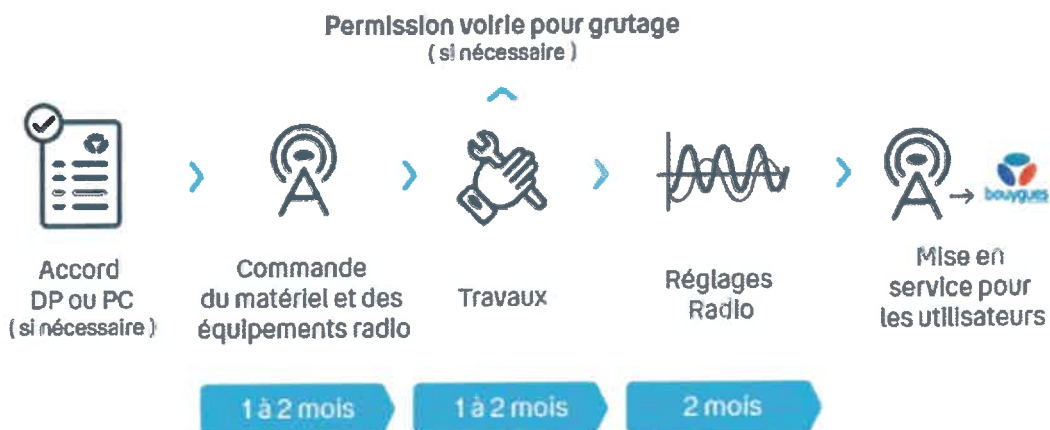 Permission voirie pour grutage
( si nécessaire )
Accord
DP ou PC
( si nécessaire )
Commande
du matériel et des
équipements radio
Travaux
Réglages
Radio
bouygues
Mise en
service pour
les utilisateurs
1 à 2 mois
1 à 2 mois
2 mois